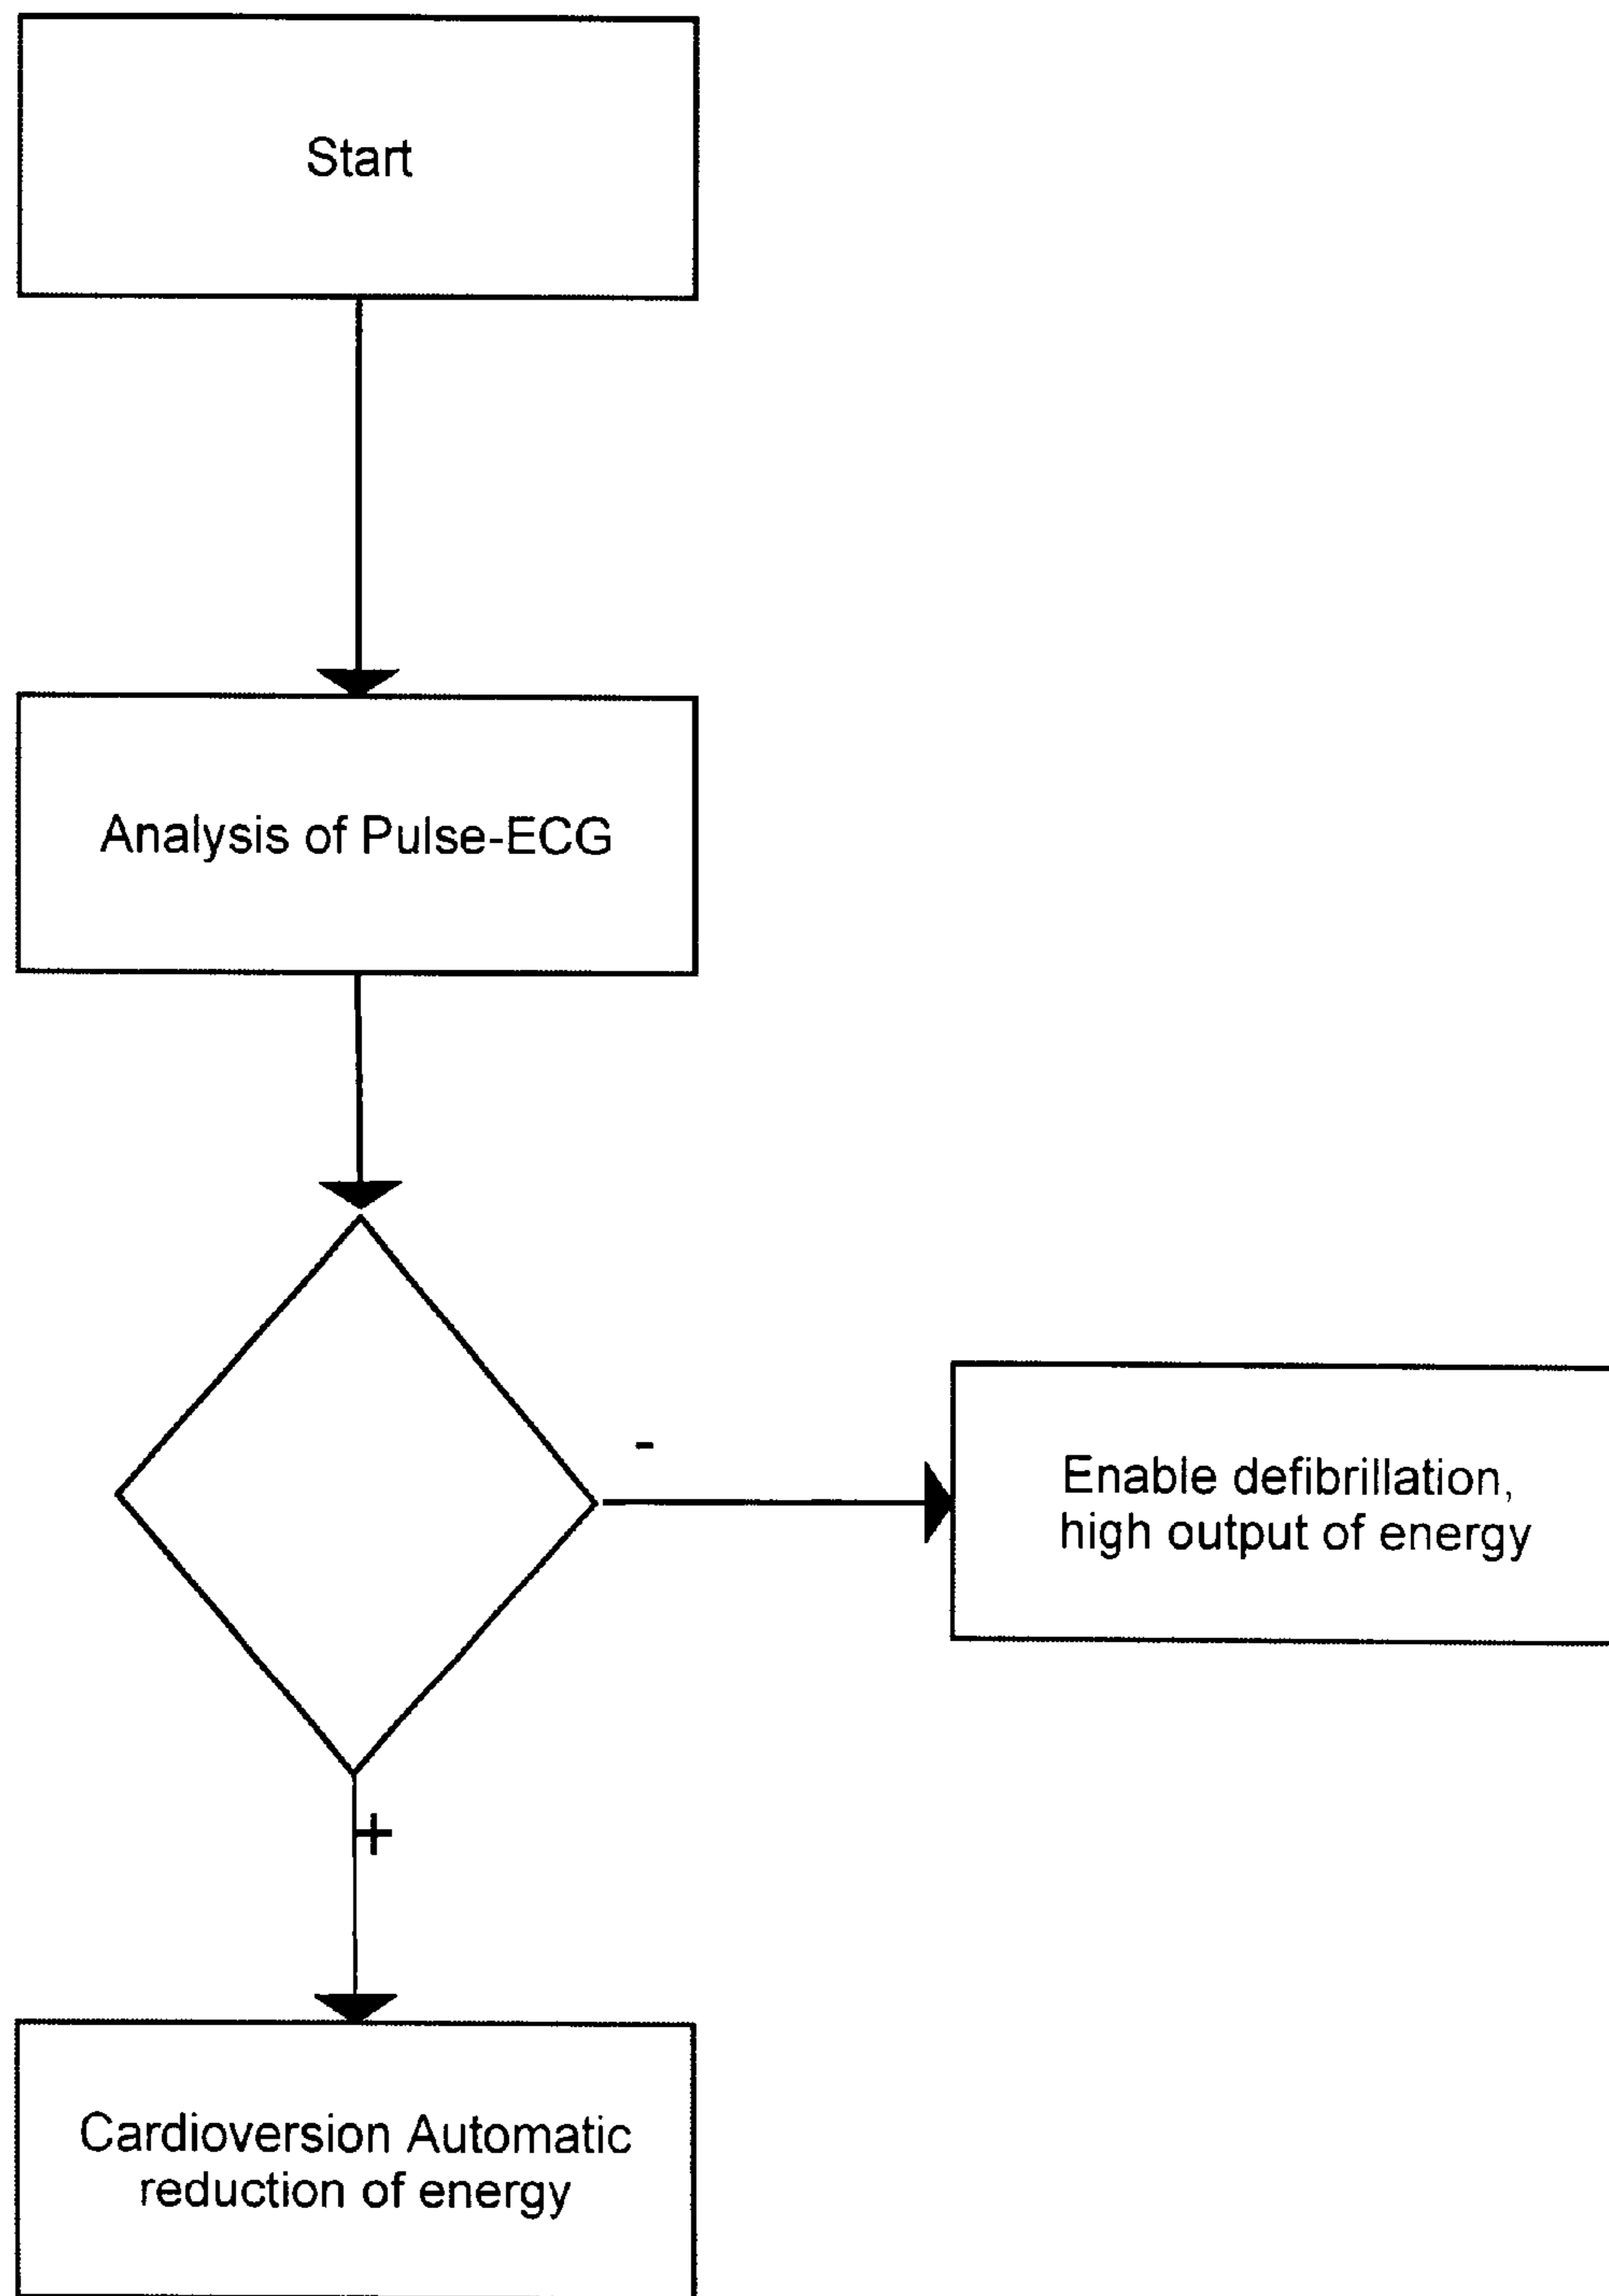 Start
Analysis of Pulse-ECG
-
Enable defibrillation,
high output of energy
+
Cardioversion Automatic
reduction of energy